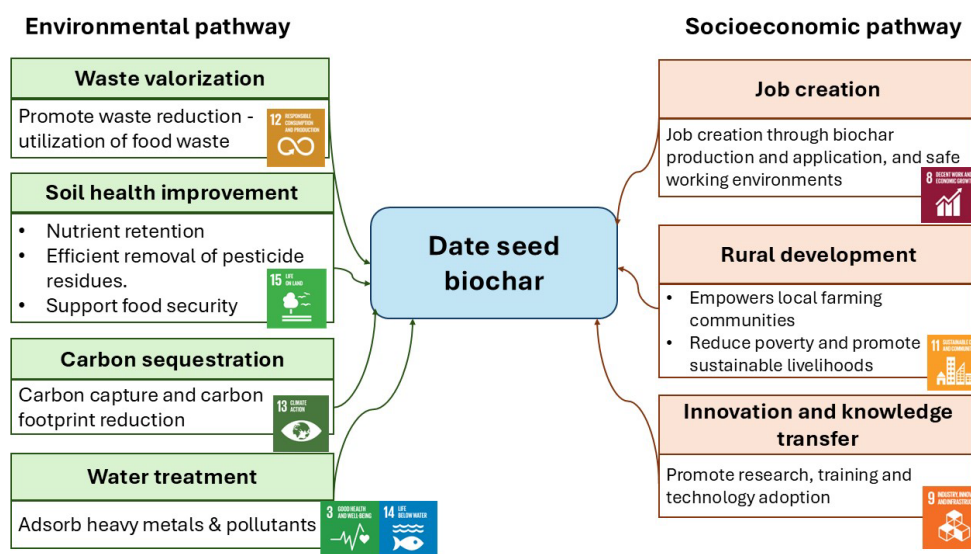 Environmental pathway
Waste valorization
Promote waste reduction -
utilization of food waste
12 RESPONSIBLE
CONSUMPTION
AND PRODUCTION
Soil health improvement
• Nutrient retention
• Efficient removal of pesticide
residues.
• Support food security
15 LIFE
ON LAND
Carbon sequestration
Carbon capture and carbon
footprint reduction
13 CLIMATE
ACTION
Water treatment
Adsorb heavy metals & pollutants
3 GOOD HEALTH
AND WELL-BEING
14 LIFE
BELOW WATER
Date seed
biochar
Socioeconomic pathway
Job creation
Job creation through biochar
production and application, and safe
working environments
8 DECENT WORK AND
ECONOMIC GROWTH
Rural development
• Empowers local farming
communities
• Reduce poverty and promote
sustainable livelihoods
11 SUSTAINABLE
AND
Innovation and knowledge
transfer
Promote research, training and
technology adoption
9 INDUSTRY,
AND